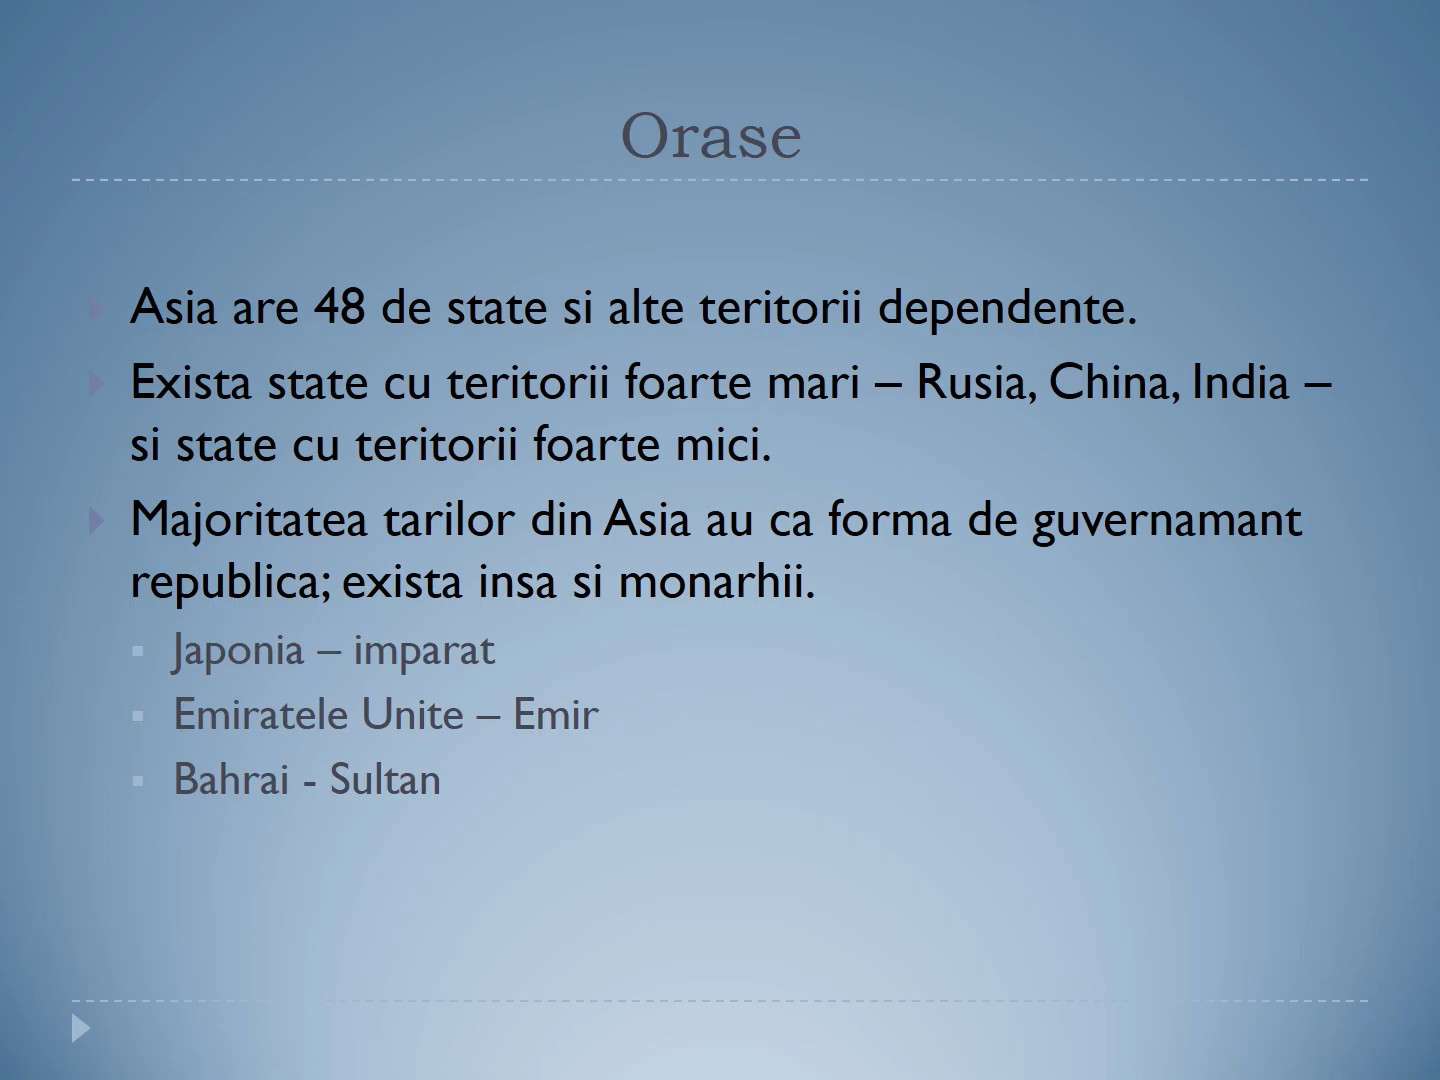 Orase
Asia are 48 de state si alte teritorii dependente.
Exista state cu teritorii foarte mari – Rusia, China, India –
si state cu teritorii foarte mici.
Majoritatea tarilor din Asia au ca forma de guvernamant
republica; exista insa si monarhii.
Japonia – imparat
Emiratele Unite – Emir
Bahrai - Sultan